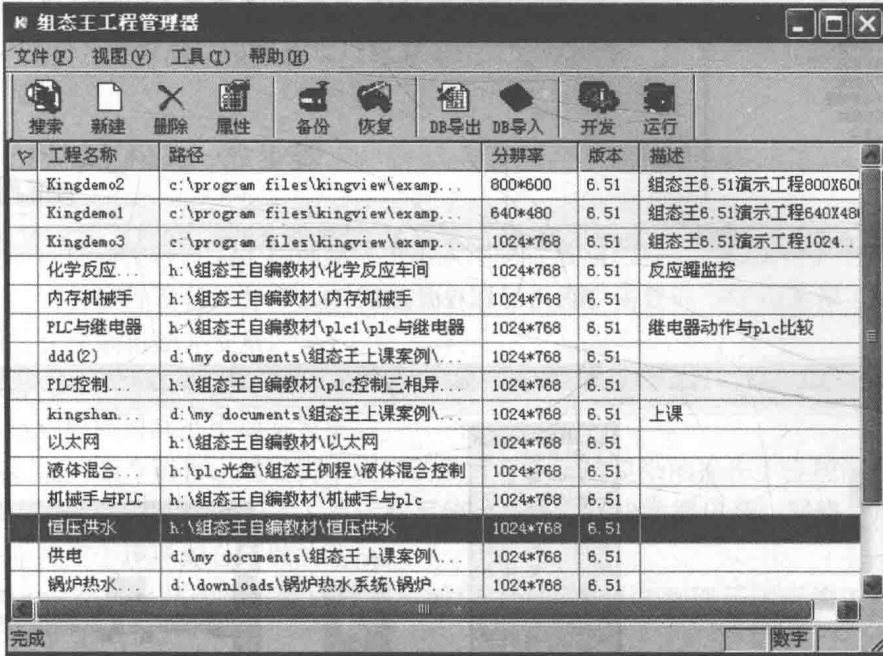 组态王工程管理器
文件(F) 视图(V) 工具(T) 帮助(H)
搜索 新建 删除 属性 备份 恢复 DB导出 DB导入 开发 运行
工程名称 路径 分辨率 版本 描述
Kingdemo2 c:\program files\kingview\examp... 800*600 6.51 组态王6.51演示工程800X60
Kingdemo1 c:\program files\kingview\examp... 640*480 6.51 组态王6.51演示工程640X48
Kingdemo3 c:\program files\kingview\examp... 1024*768 6.51 组态王6.51演示工程1024...
化学反应... h:\组态王自编教材\化学反应车间 1024*768 6.51 反应罐监控
内存机械手 h:\组态王自编教材\内存机械手 1024*768 6.51
PLC与继电器 h:\组态王自编教材\plc1\plc与继电器 1024*768 6.51 继电器动作与plc比较
ddd(2) d:\my documents\组态王上课案例\... 1024*768 6.51
PLC控制... h:\组态王自编教材\plc控制三相异... 1024*768 6.51
kingshan... d:\my documents\组态王上课案例\... 1024*768 6.51 上课
以太网 h:\组态王自编教材\以太网 1024*768 6.51
液体混合... h:\plc光盘\组态王例程\液体混合控制 1024*768 6.51
机械手与PLC h:\组态王自编教材\机械手与plc 1024*768 6.51
恒压供水 h:\组态王自编教材\恒压供水 1024*768 6.51
供电 d:\my documents\组态王上课案例\... 1024*768 6.51
锅炉热水... d:\downloads\锅炉热水系统\锅炉... 1024*768 6.51
完成 数字